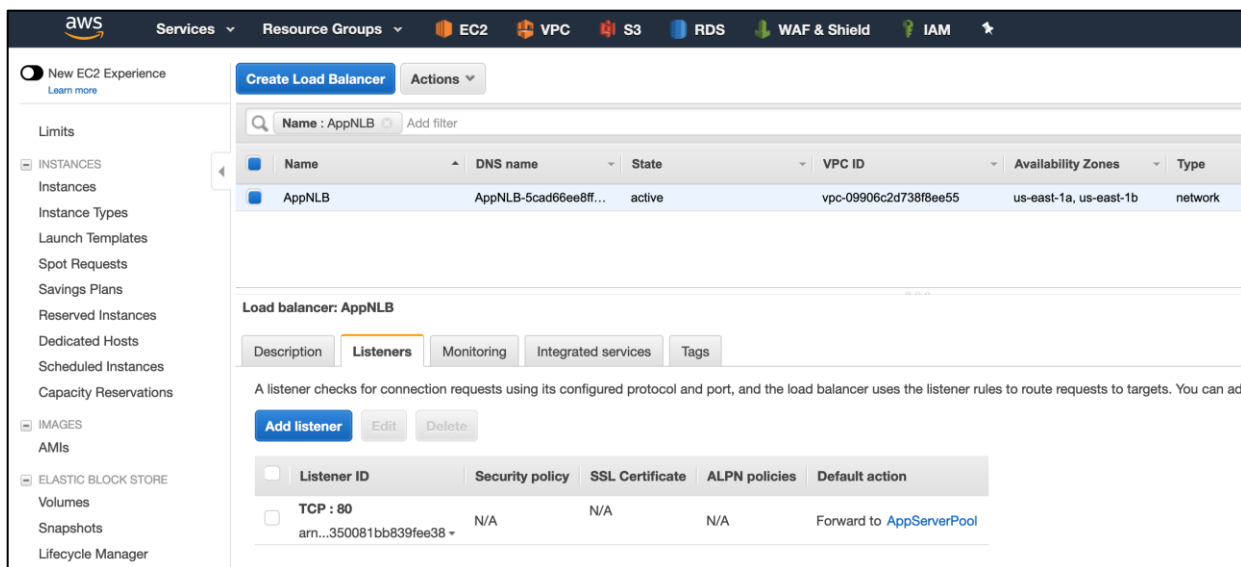 aws Services Resource Groups EC2 VPC S3 RDS WAF & Shield IAM
New EC2 Experience
Learn more
Limits
INSTANCES
Instances
Instance Types
Launch Templates
Spot Requests
Savings Plans
Reserved Instances
Dedicated Hosts
Scheduled Instances
Capacity Reservations
IMAGES
AMIs
ELASTIC BLOCK STORE
Volumes
Snapshots
Lifecycle Manager
Create Load Balancer Actions
Name : AppNLB Add filter
Name DNS name State VPC ID Availability Zones Type
AppNLB AppNLB-5cad66ee8ff... active vpc-09906c2d738f8ee55 us-east-1a, us-east-1b network
Load balancer: AppNLB
Description Listeners Monitoring Integrated services Tags
A listener checks for connection requests using its configured protocol and port, and the load balancer uses the listener rules to route requests to targets. You can ad
Add listener Edit Delete
Listener ID Security policy SSL Certificate ALPN policies Default action
TCP : 80 N/A N/A N/A Forward to AppServerPool
arn...350081bb839fee38